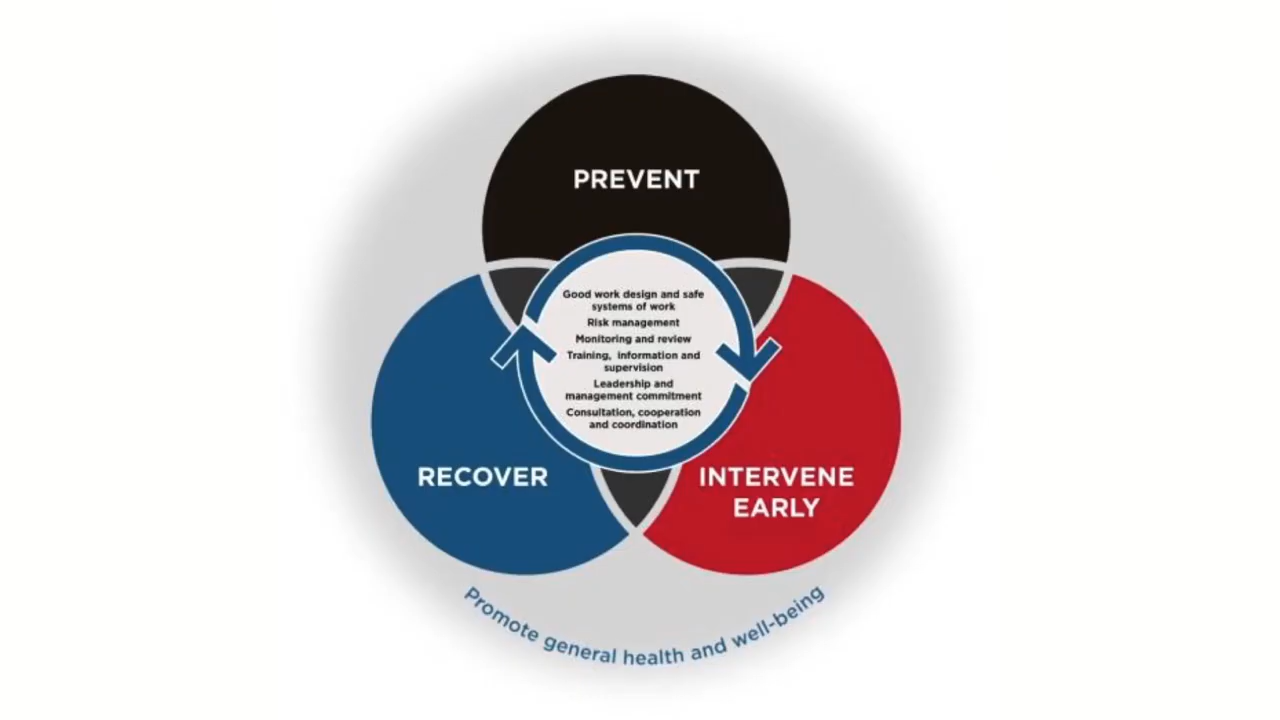 PREVENT
Good work design and safe
systems of work
Risk management
Monitoring and review
Training, information and
supervision
Leadership and
management commitment
Consultation, cooperation
and coordination
RECOVER
INTERVENE
EARLY
Promote general health and well-being